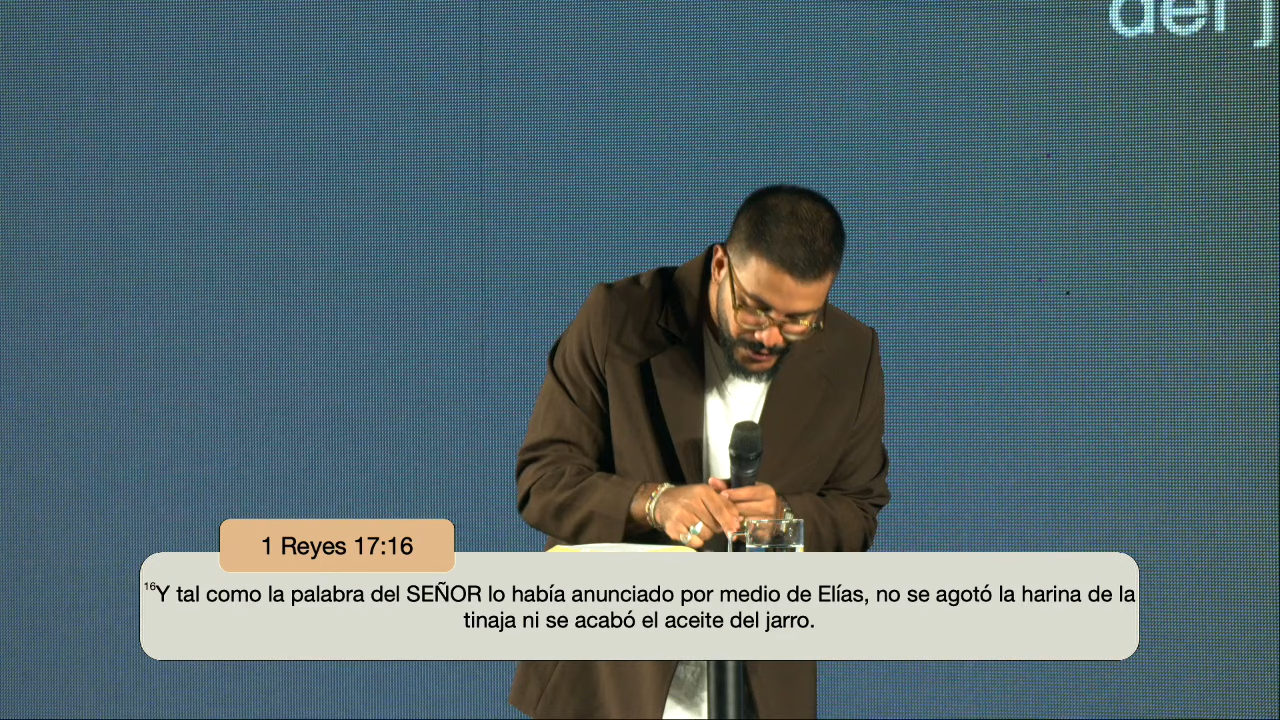 del j
1 Reyes 17:16
16Y tal como la palabra del SEÑOR lo había anunciado por medio de Elías, no se agotó la harina de la
tinaja ni se acabó el aceite del jarro.